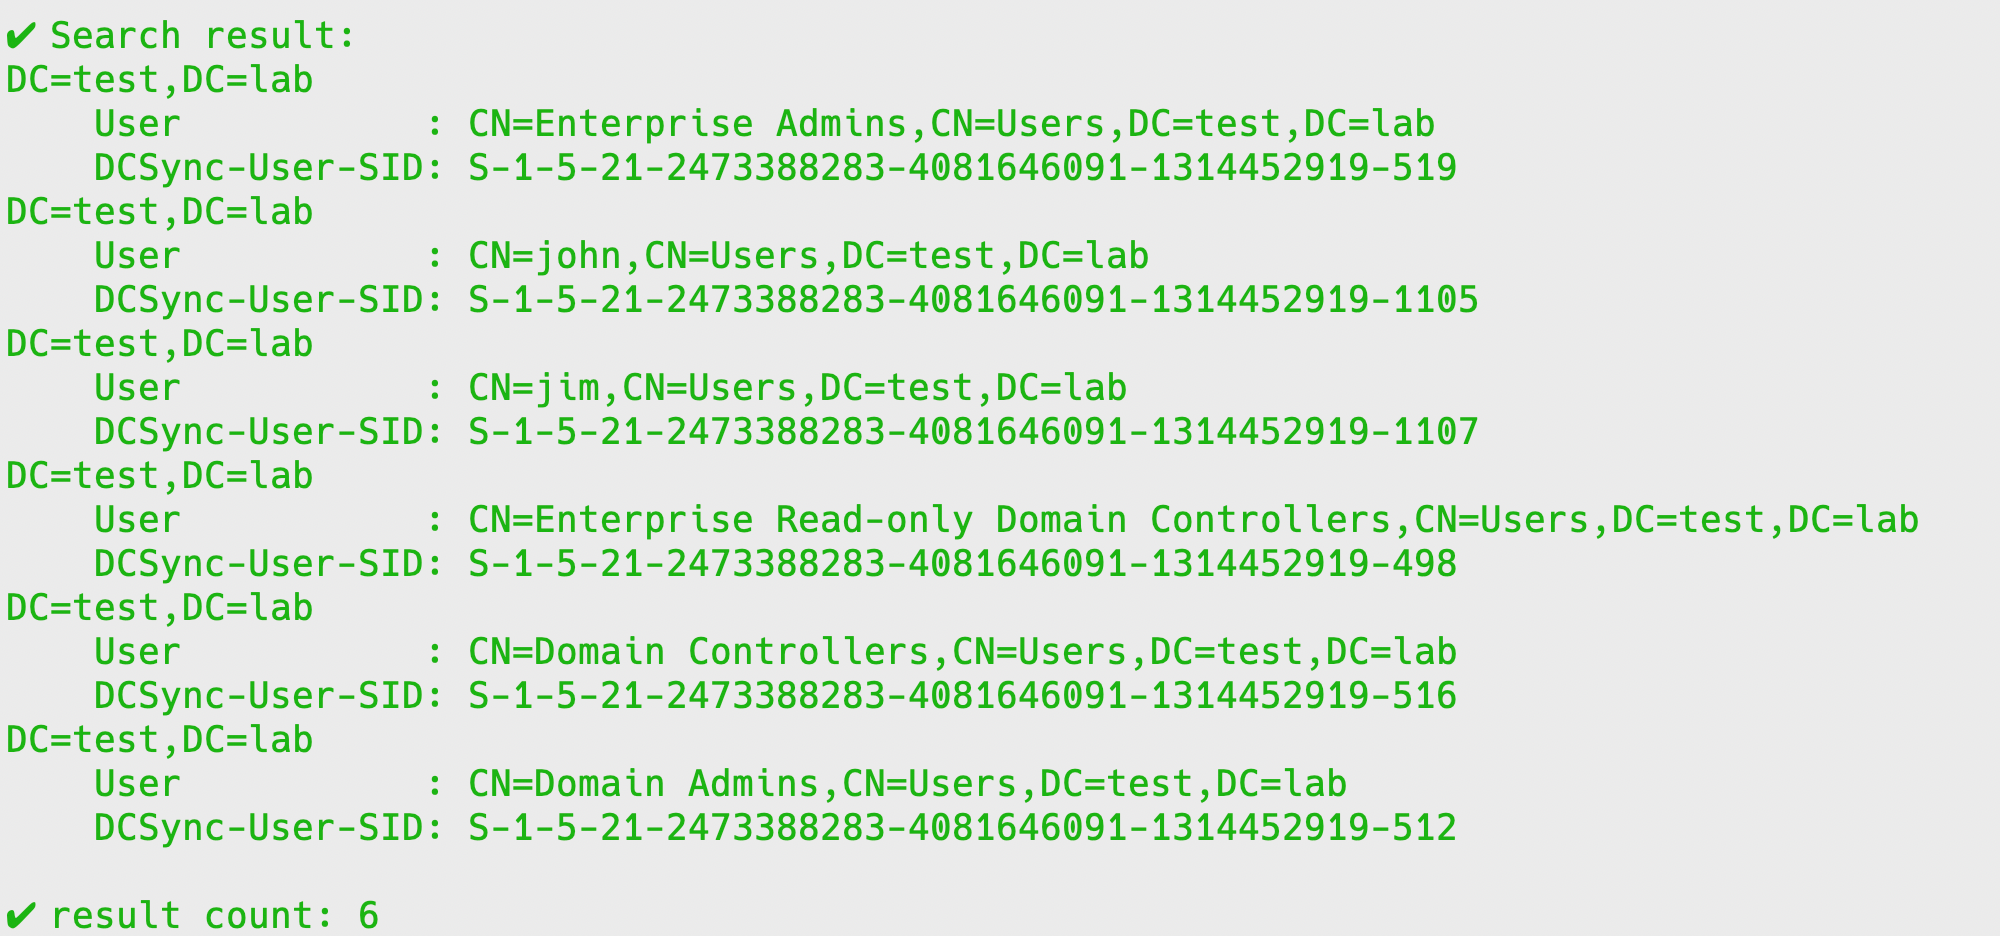 ✔ Search result:
DC=test,DC=lab
    User           : CN=Enterprise Admins,CN=Users,DC=test,DC=lab
    DCSync-User-SID: S-1-5-21-2473388283-4081646091-1314452919-519
DC=test,DC=lab
    User           : CN=john,CN=Users,DC=test,DC=lab
    DCSync-User-SID: S-1-5-21-2473388283-4081646091-1314452919-1105
DC=test,DC=lab
    User           : CN=jim,CN=Users,DC=test,DC=lab
    DCSync-User-SID: S-1-5-21-2473388283-4081646091-1314452919-1107
DC=test,DC=lab
    User           : CN=Enterprise Read-only Domain Controllers,CN=Users,DC=test,DC=lab
    DCSync-User-SID: S-1-5-21-2473388283-4081646091-1314452919-498
DC=test,DC=lab
    User           : CN=Domain Controllers,CN=Users,DC=test,DC=lab
    DCSync-User-SID: S-1-5-21-2473388283-4081646091-1314452919-516
DC=test,DC=lab
    User           : CN=Domain Admins,CN=Users,DC=test,DC=lab
    DCSync-User-SID: S-1-5-21-2473388283-4081646091-1314452919-512

✔ result count: 6